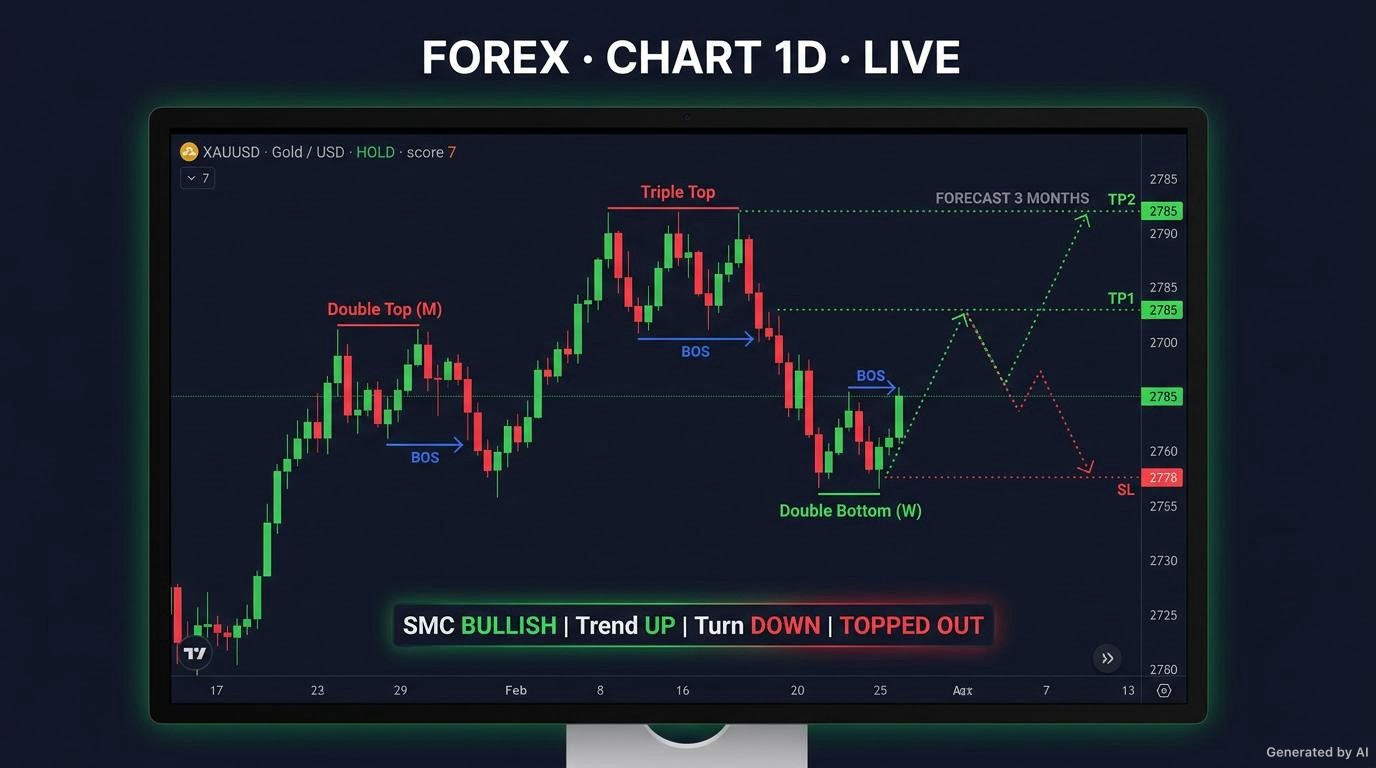 FOREX · CHART 1D · LIVE
XAUUSD · Gold / USD · HOLD · score 7
7
Triple Top
Double Top (M)
BOS
BOS
BOS
Double Bottom (W)
FORECAST 3 MONTHS
TP2
TP1
SL
2785
2785
2790
2785
2785
2700
2785
2760
2778
2755
2730
2725
2780
SMC BULLISH | Trend UP | Turn DOWN | TOPPED OUT
17 23 29 Feb 8 16 20 25 7 13
Generated by AI